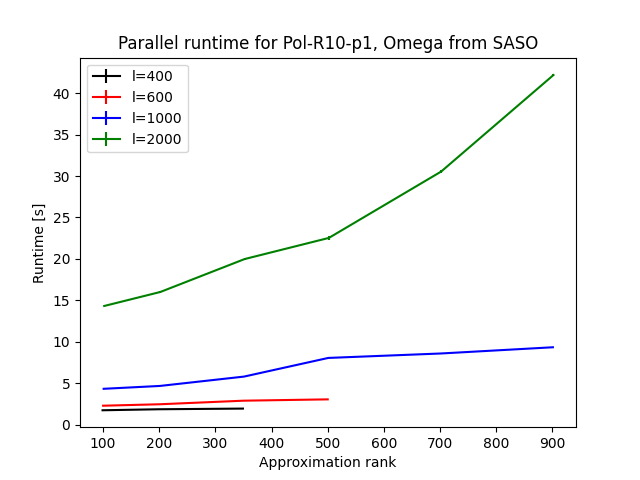 Parallel runtime for Pol-R10-p1, Omega from SASO
l=400
l=600
l=1000
l=2000
Runtime [s]
40
35
30
25
20
15
10
5
0
100 200 300 400 500 600 700 800 900
Approximation rank